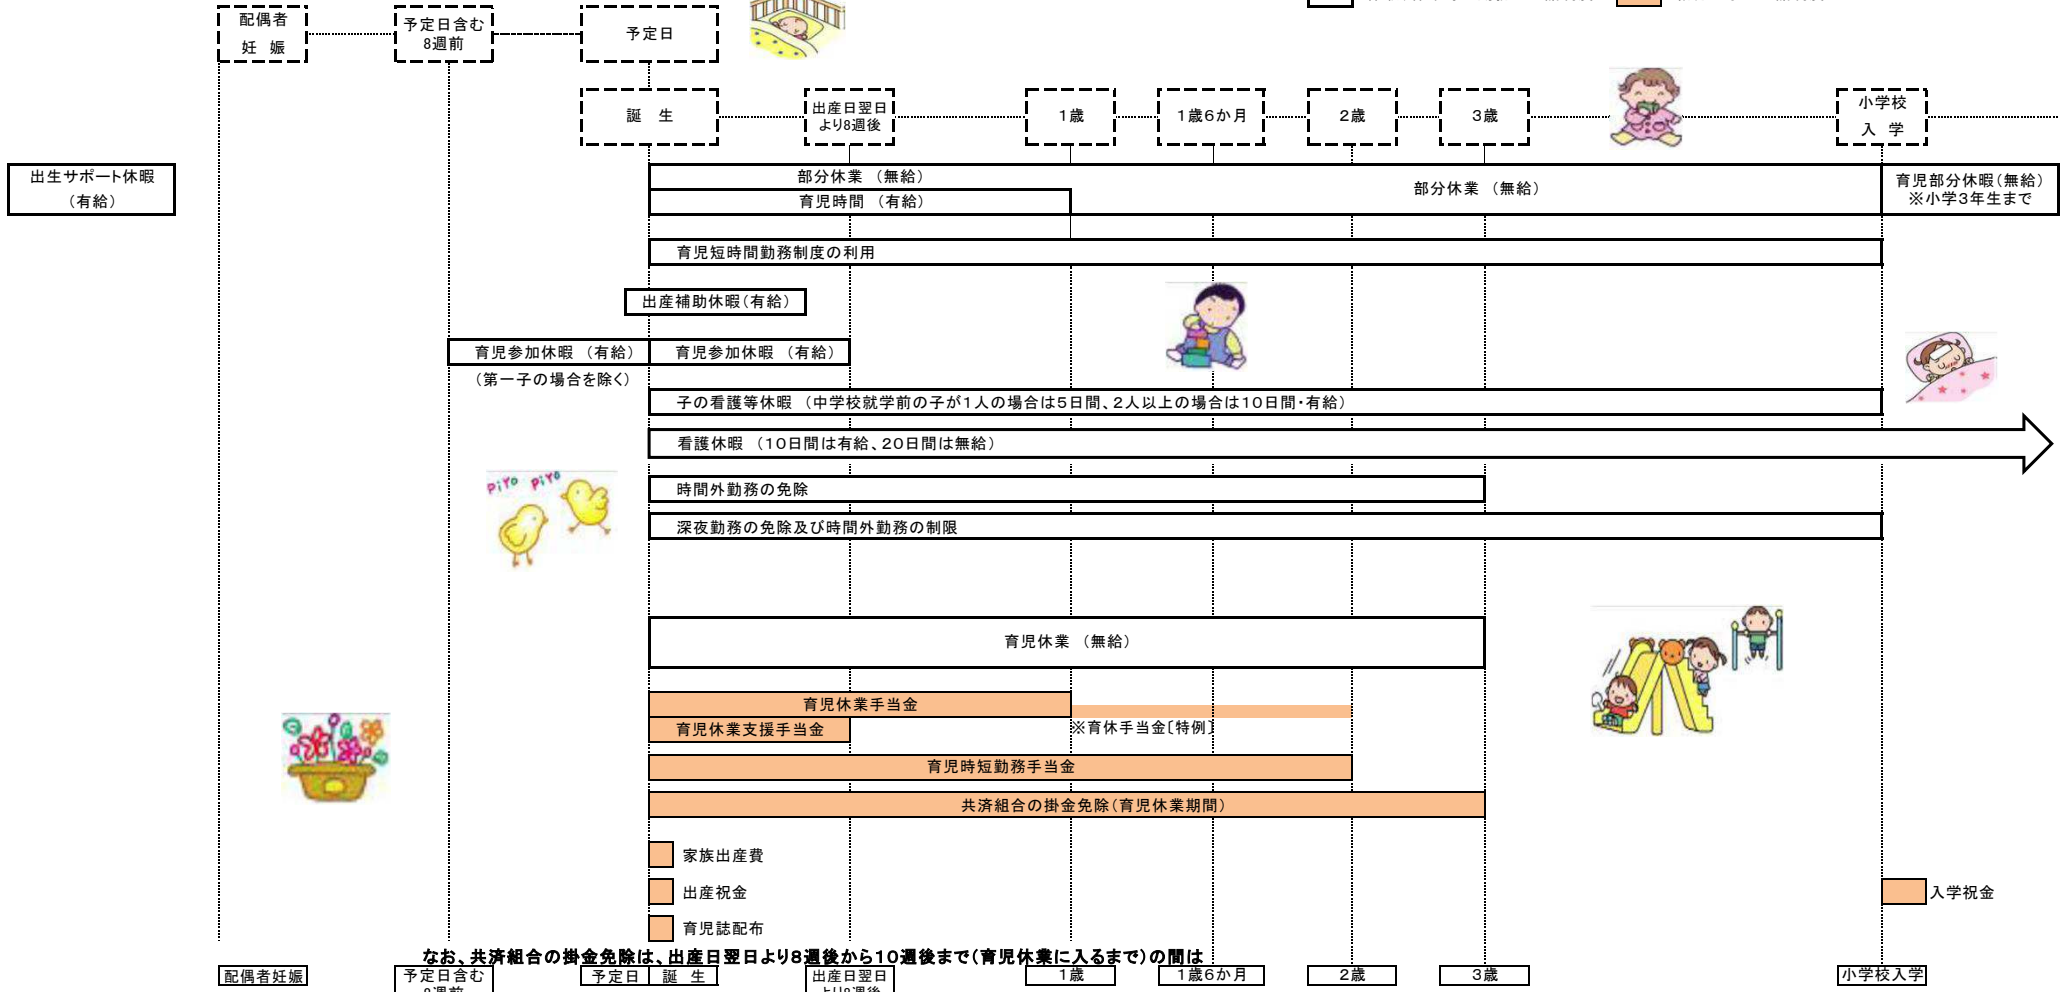 配偶者
妊　娠
予定日含む
8週前
予定日
誕　生
出産日翌日
より8週後
1歳
1歳6か月
2歳
3歳
小学校
入　学
出生サポート休暇
(有給)
部分休業 (無給)
育児時間 (有給)
部分休業 (無給)
育児部分休暇(無給)
※小学3年生まで
育児短時間勤務制度の利用
出産補助休暇(有給)
育児参加休暇 (有給)
育児参加休暇 (有給)
(第一子の場合を除く)
子の看護等休暇 (中学校就学前の子が1人の場合は5日間、2人以上の場合は10日間・有給)
看護休暇 (10日間は有給、20日間は無給)
PiYo PiYo
時間外勤務の免除
深夜勤務の免除及び時間外勤務の制限
育児休業 (無給)
育児休業手当金
育児休業支援手当金
※育休手当金〔特例〕
育児時短勤務手当金
共済組合の掛金免除(育児休業期間)
家族出産費
出産祝金
入学祝金
育児誌配布
なお、共済組合の掛金免除は、出産日翌日より8週後から10週後まで(育児休業に入るまで)の間は
配偶者妊娠
予定日含む
8週前
予定日
誕　生
出産日翌日
より8週後
1歳
1歳6か月
2歳
3歳
小学校入学